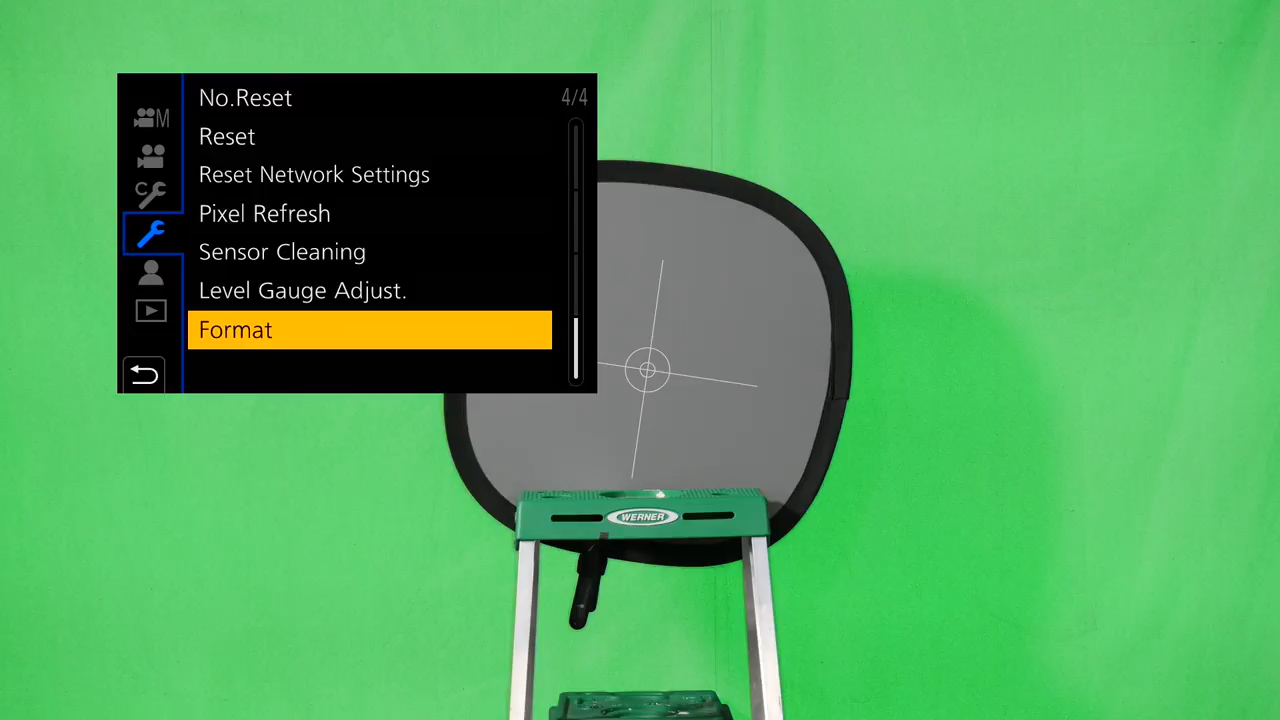 No.Reset
4/4
Reset
Reset Network Settings
Pixel Refresh
Sensor Cleaning
Level Gauge Adjust.
Format
M
C
WERNER